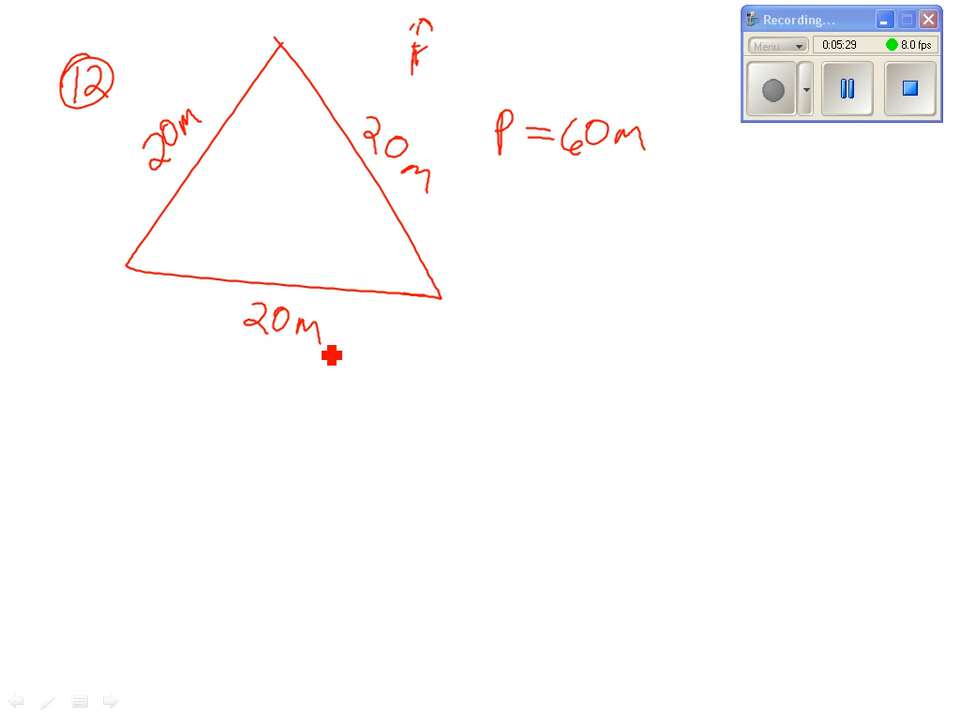 12
20m
20m
20m
P = 60m
Recording...
Menu
0:05:29
8.0 fps